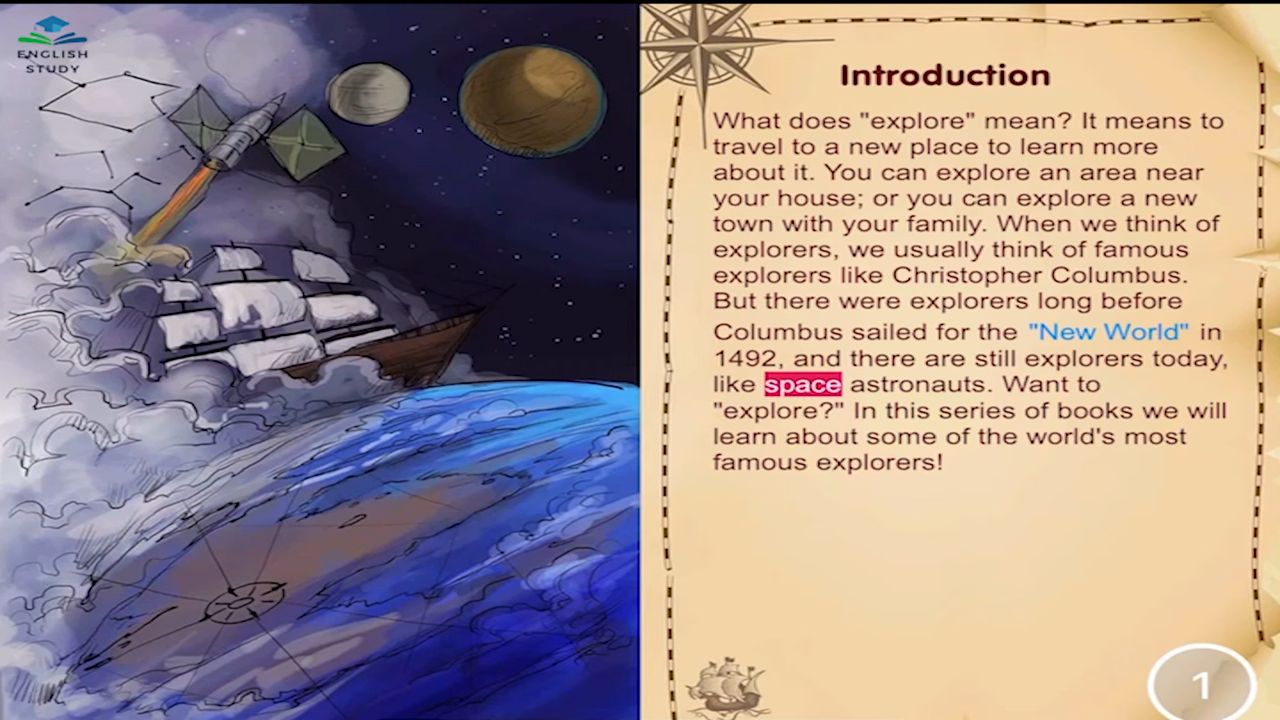 ENGLISH
STUDY
Introduction
What does "explore" mean? It means to
travel to a new place to learn more
about it. You can explore an area near
your house; or you can explore a new
town with your family. When we think of
explorers, we usually think of famous
explorers like Christopher Columbus.
But there were explorers long before
Columbus sailed for the "New World" in
1492, and there are still explorers today,
like space astronauts. Want to
"explore?" In this series of books we will
learn about some of the world's most
famous explorers!
1